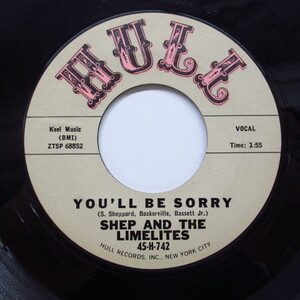 HULL
Keel Music
(BMI)
ZTSP 68852
VOCAL
Time: 1:55
YOU'LL BE SORRY
(S. Sheppard, Baskerville, Bassett Jr.)
SHEP AND THE
LIMELITES
45-H-742
HULL RECORDS, INC., NEW YORK CITY